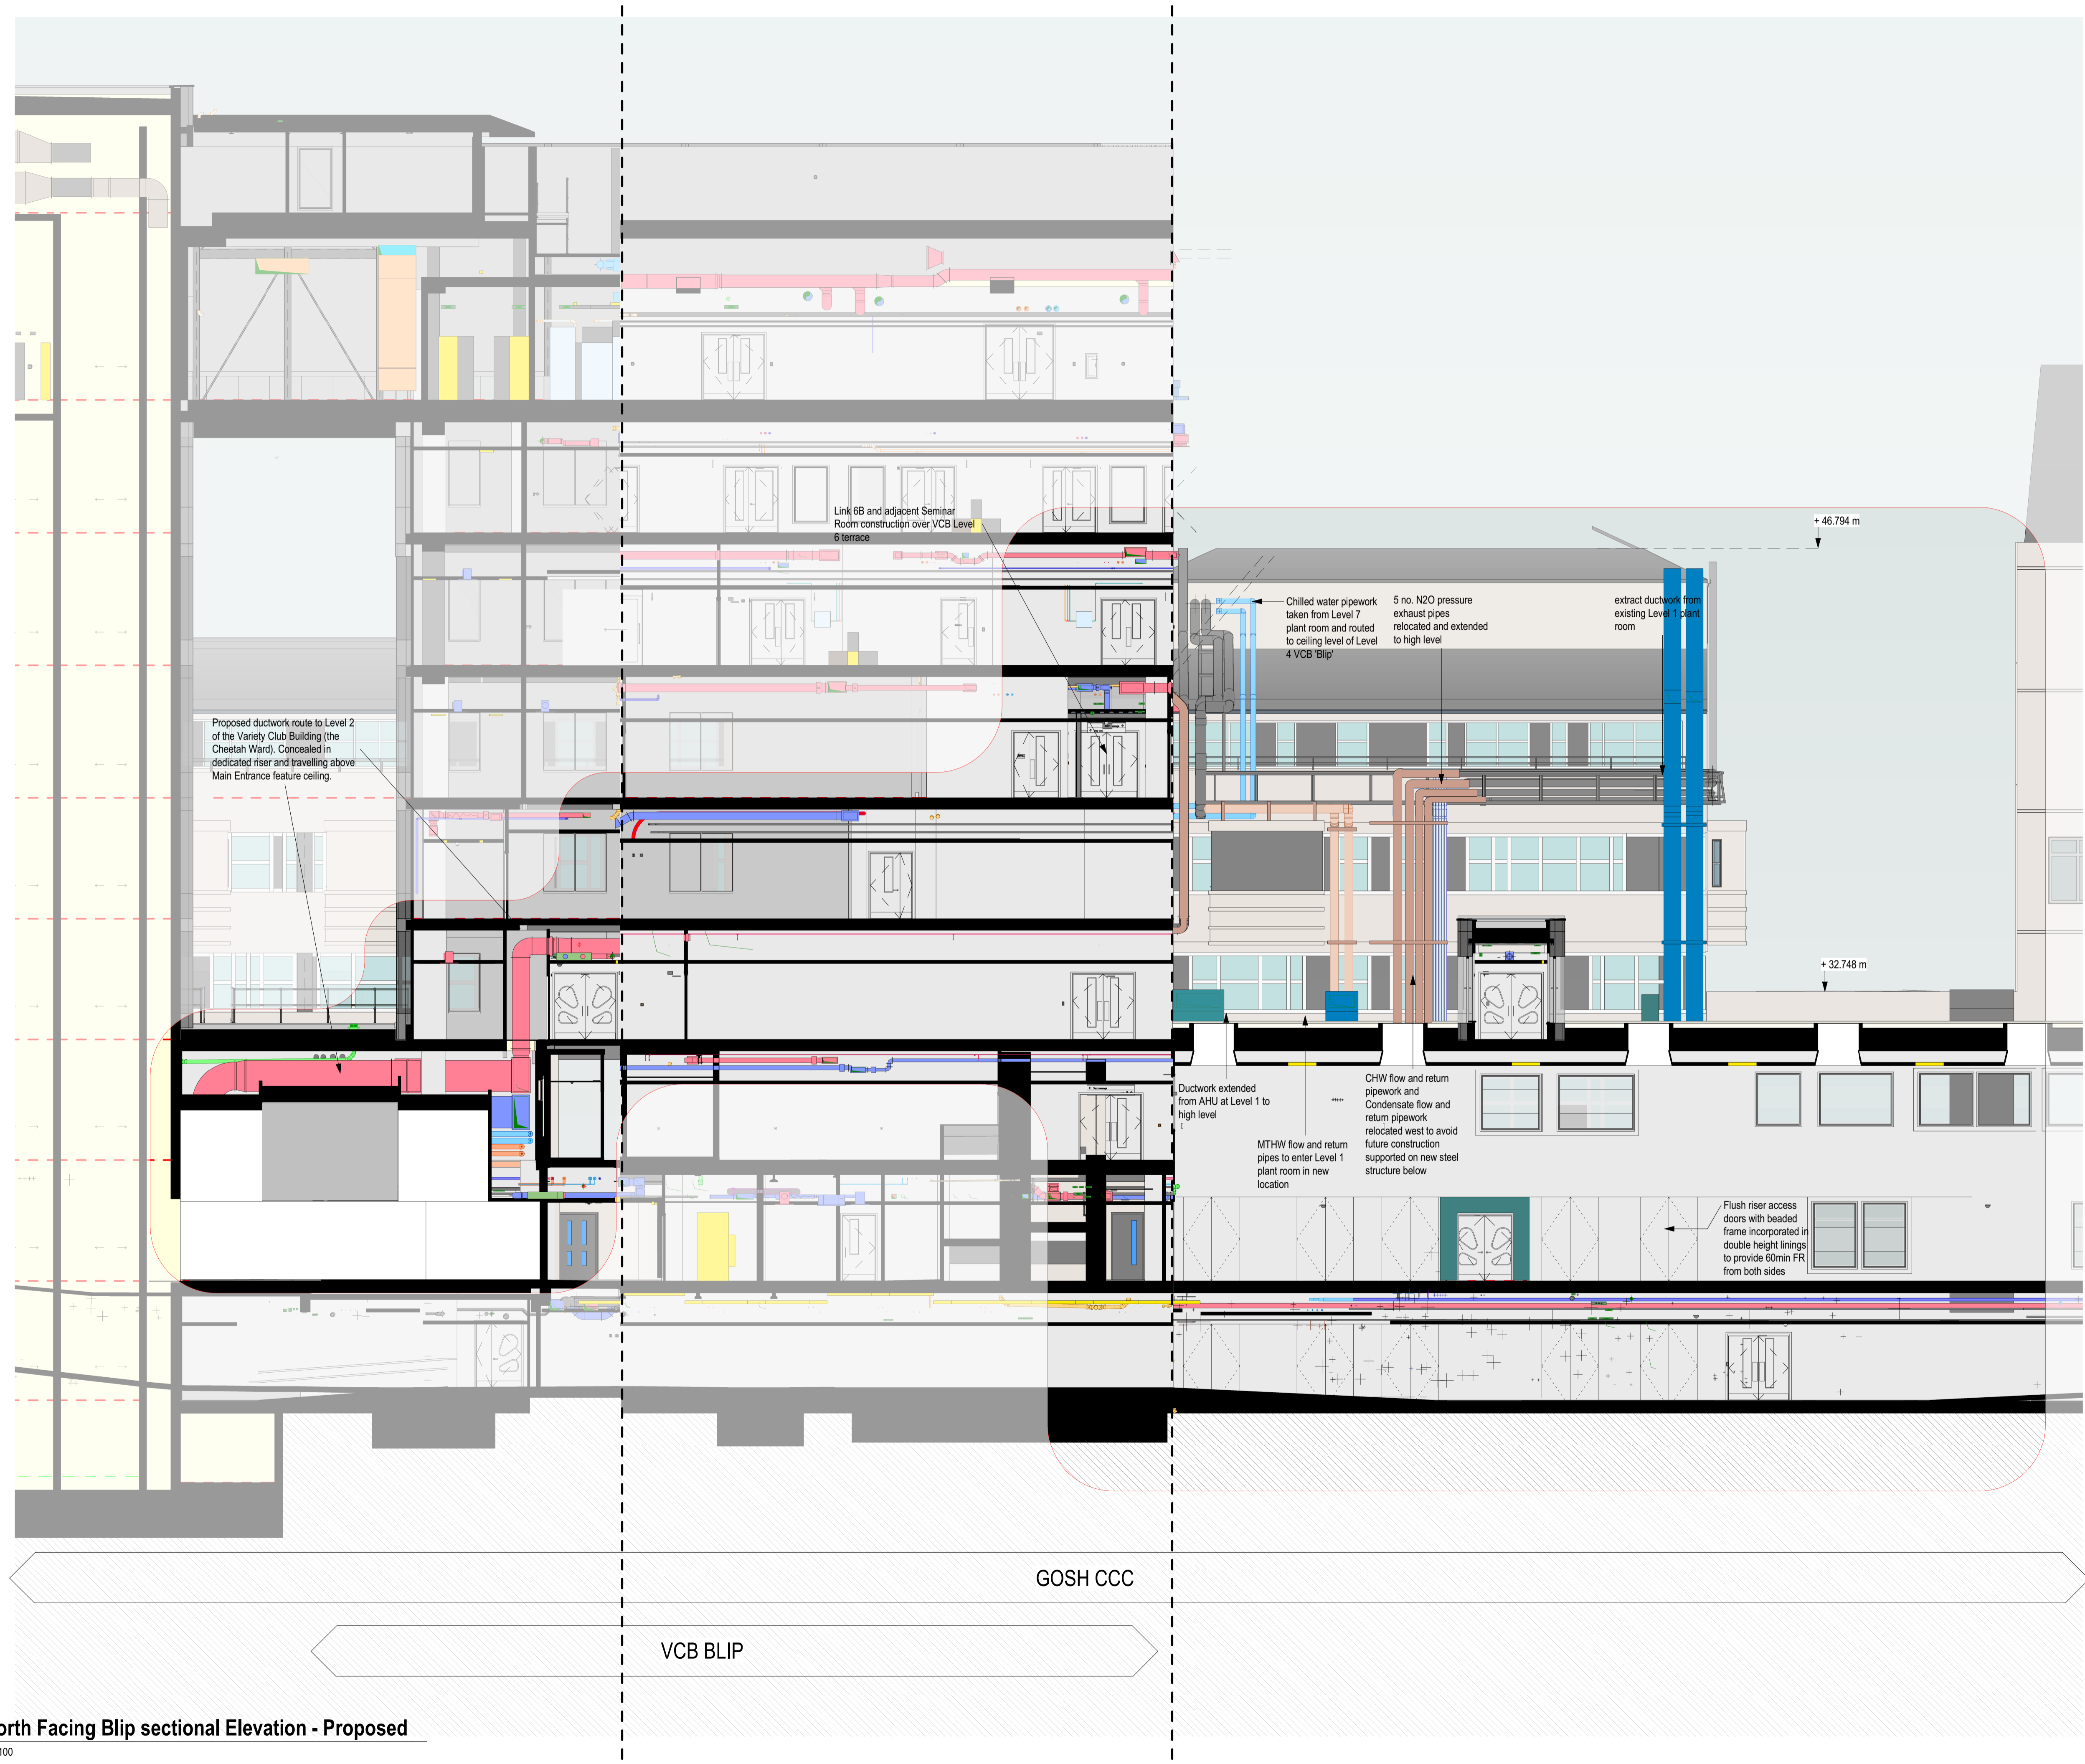 Link 6B and adjacent Seminar
Room construction over VCB Level
6 terrace
+ 46.794 m
Chilled water pipework
taken from Level 7
plant room and routed
to ceiling level of Level
4 VCB 'Blip'
5 no. N2O pressure
exhaust pipes
relocated and extended
to high level
extract ductwork from
existing Level 1 plant
room
Proposed ductwork route to Level 2
of the Variety Club Building (the
Cheetah Ward). Concealed in
dedicated riser and travelling above
Main Entrance feature ceiling.
+ 32.748 m
Ductwork extended
from AHU at Level 1 to
high level
MTHW flow and return
pipes to enter Level 1
plant room in new
location
CHW flow and return
pipework and
Condensate flow and
return pipework
relocated west to avoid
future construction
supported on new steel
structure below
Flush riser access
doors with beaded
frame incorporated in
double height linings
to provide 60min FR
from both sides
GOSH CCC
VCB BLIP
orth Facing Blip sectional Elevation - Proposed
100